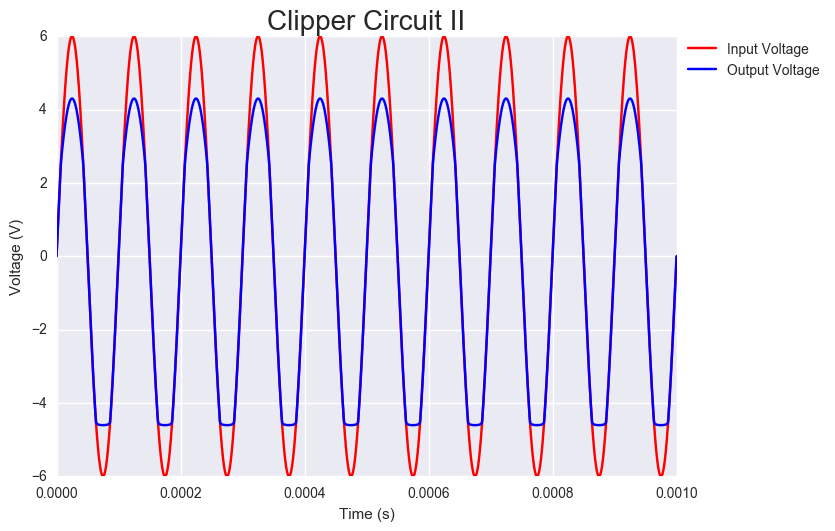 Clipper Circuit II
Input Voltage
Output Voltage
Voltage (V)
6
4
2
0
−2
−4
−6
0.0000
0.0002
0.0004
0.0006
0.0008
0.0010
Time (s)